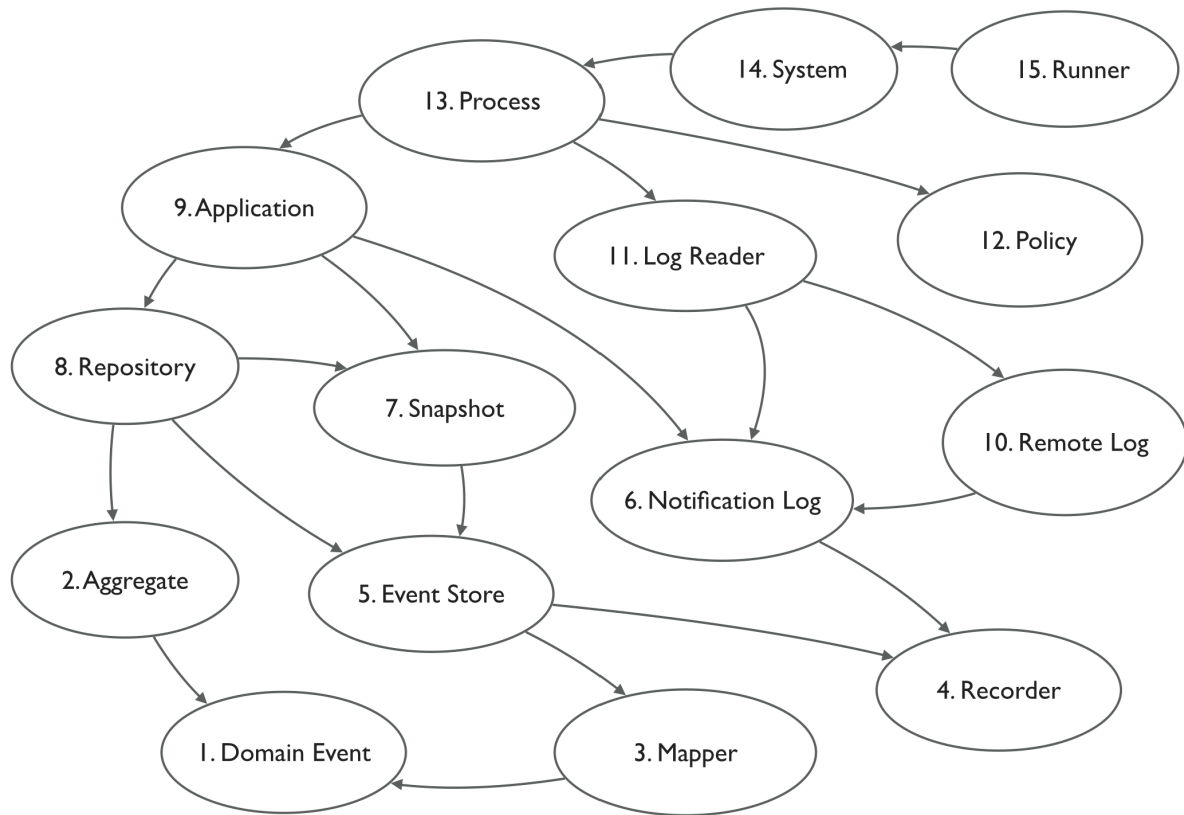 14. System
15. Runner
13. Process
9. Application
12. Policy
11. Log Reader
8. Repository
7. Snapshot
10. Remote Log
6. Notification Log
2. Aggregate
5. Event Store
4. Recorder
1. Domain Event
3. Mapper